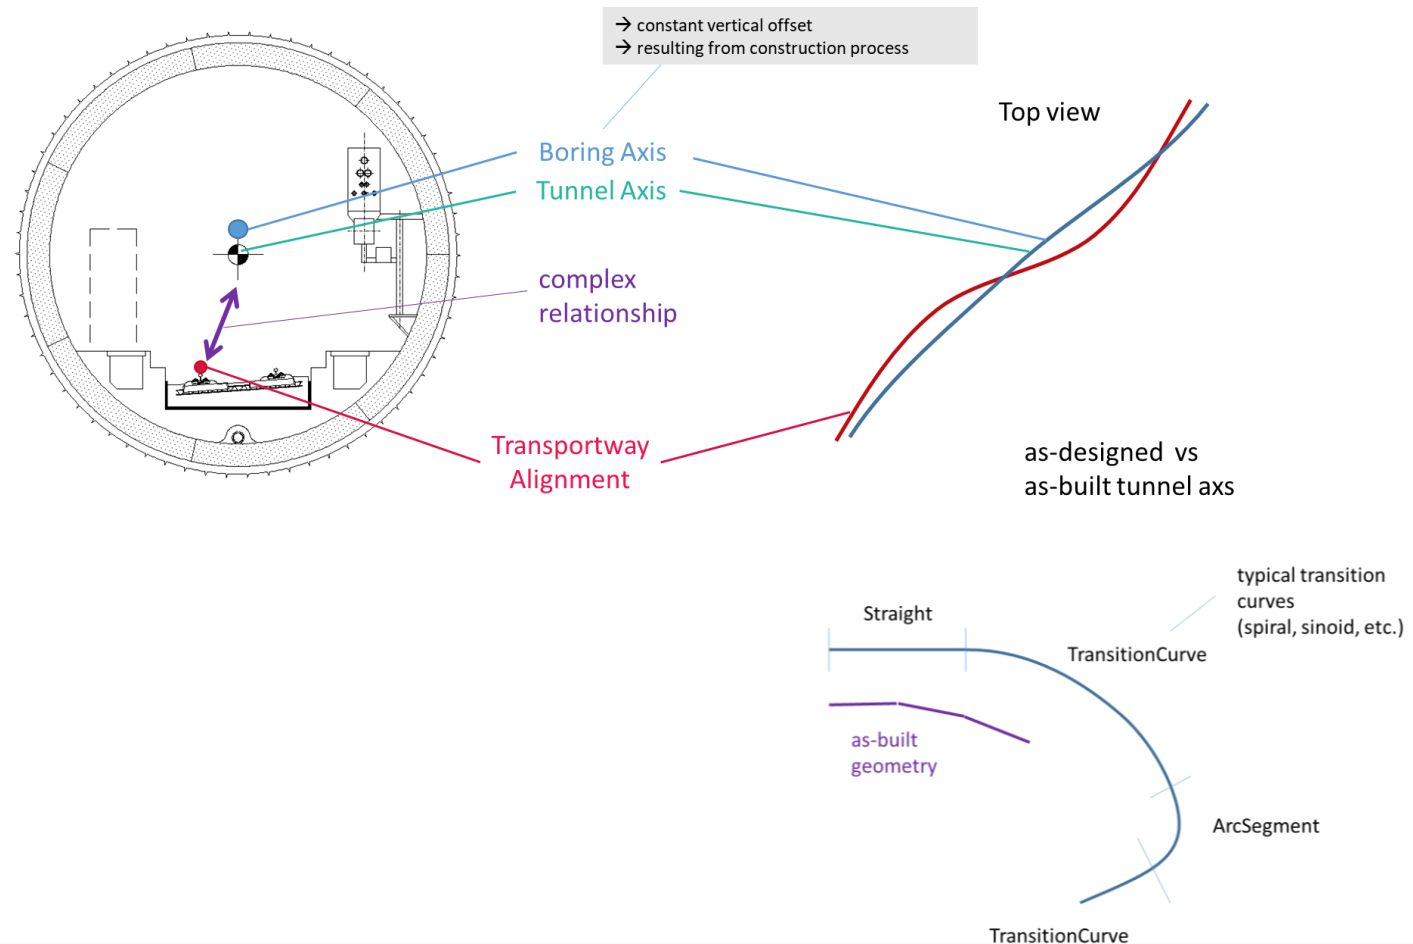 → constant vertical offset
→ resulting from construction process
Top view
Boring Axis
Tunnel Axis
complex
relationship
Transportway
Alignment
as-designed vs
as-built tunnel axs
typical transition
curves
(spiral, sinoid, etc.)
Straight
TransitionCurve
as-built
geometry
ArcSegment
TransitionCurve